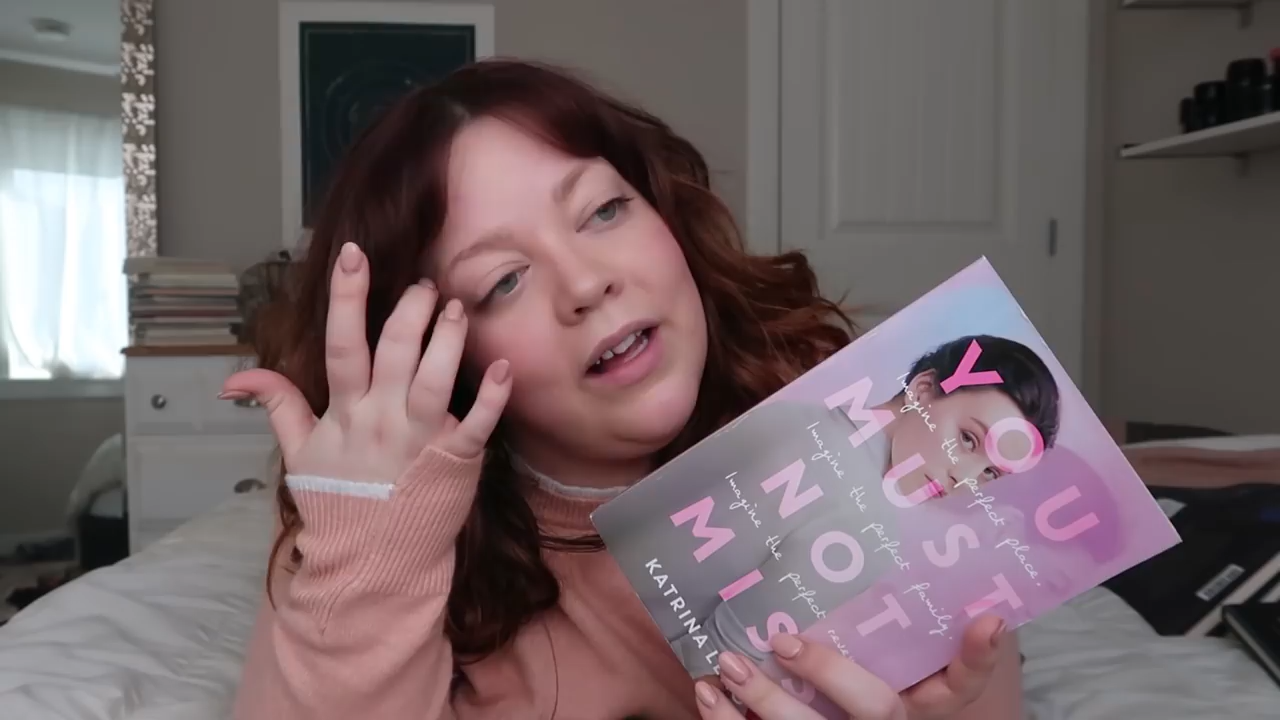 YOU
Imagine the perfect place.
MUST
Imagine the perfect family.
NOT
Imagine the perfect
MISS
KATRINA